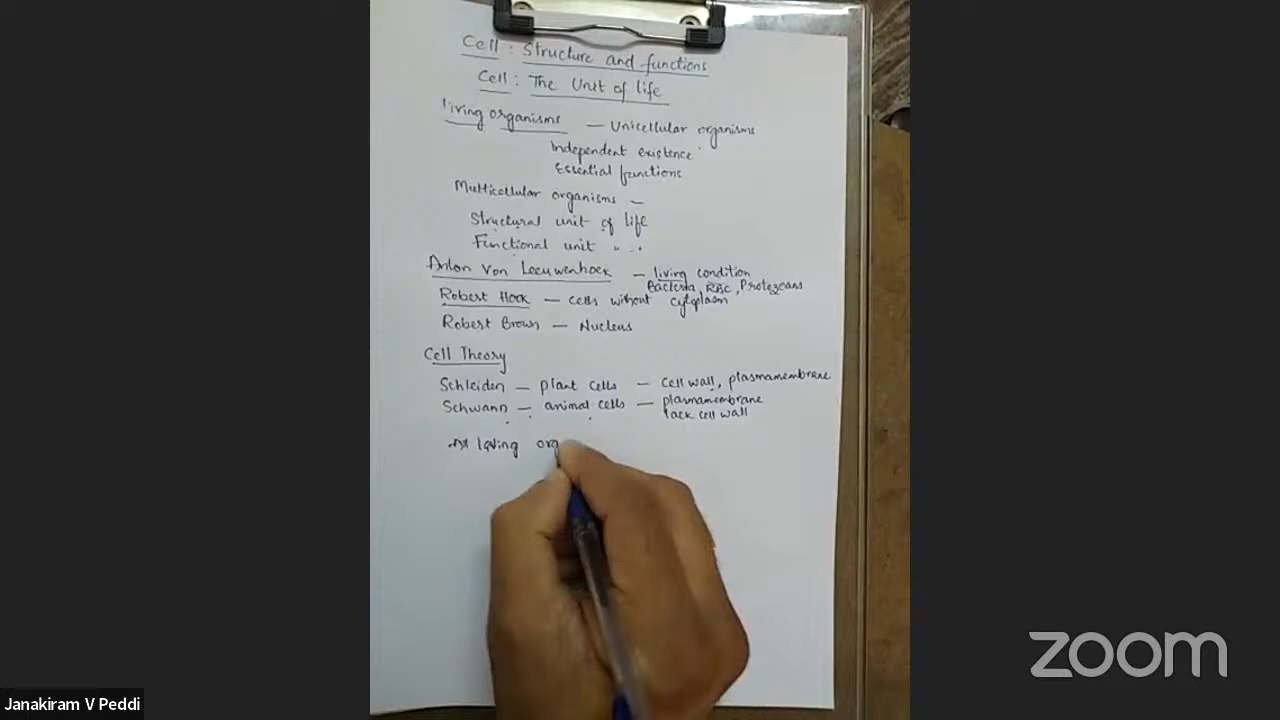 Cell : Structure and functions
Cell : The Unit of life
living organisms — Unicellular organisms
Independent existence
Essential functions
Multicellular organisms —
Structural unit of life
Functional unit " "
Anton Von Leeuwenhoek — living condition
Bacteria, RBC, Protozoans
Robert Hook — cells without cytoplasm
Robert Brown — Nucleus
Cell Theory
Schleiden — plant cells — cell wall, plasmamembrane
Schwann — animal cells — plasmamembrane
lack cell wall
living org
zoom
Janakiram V Peddi